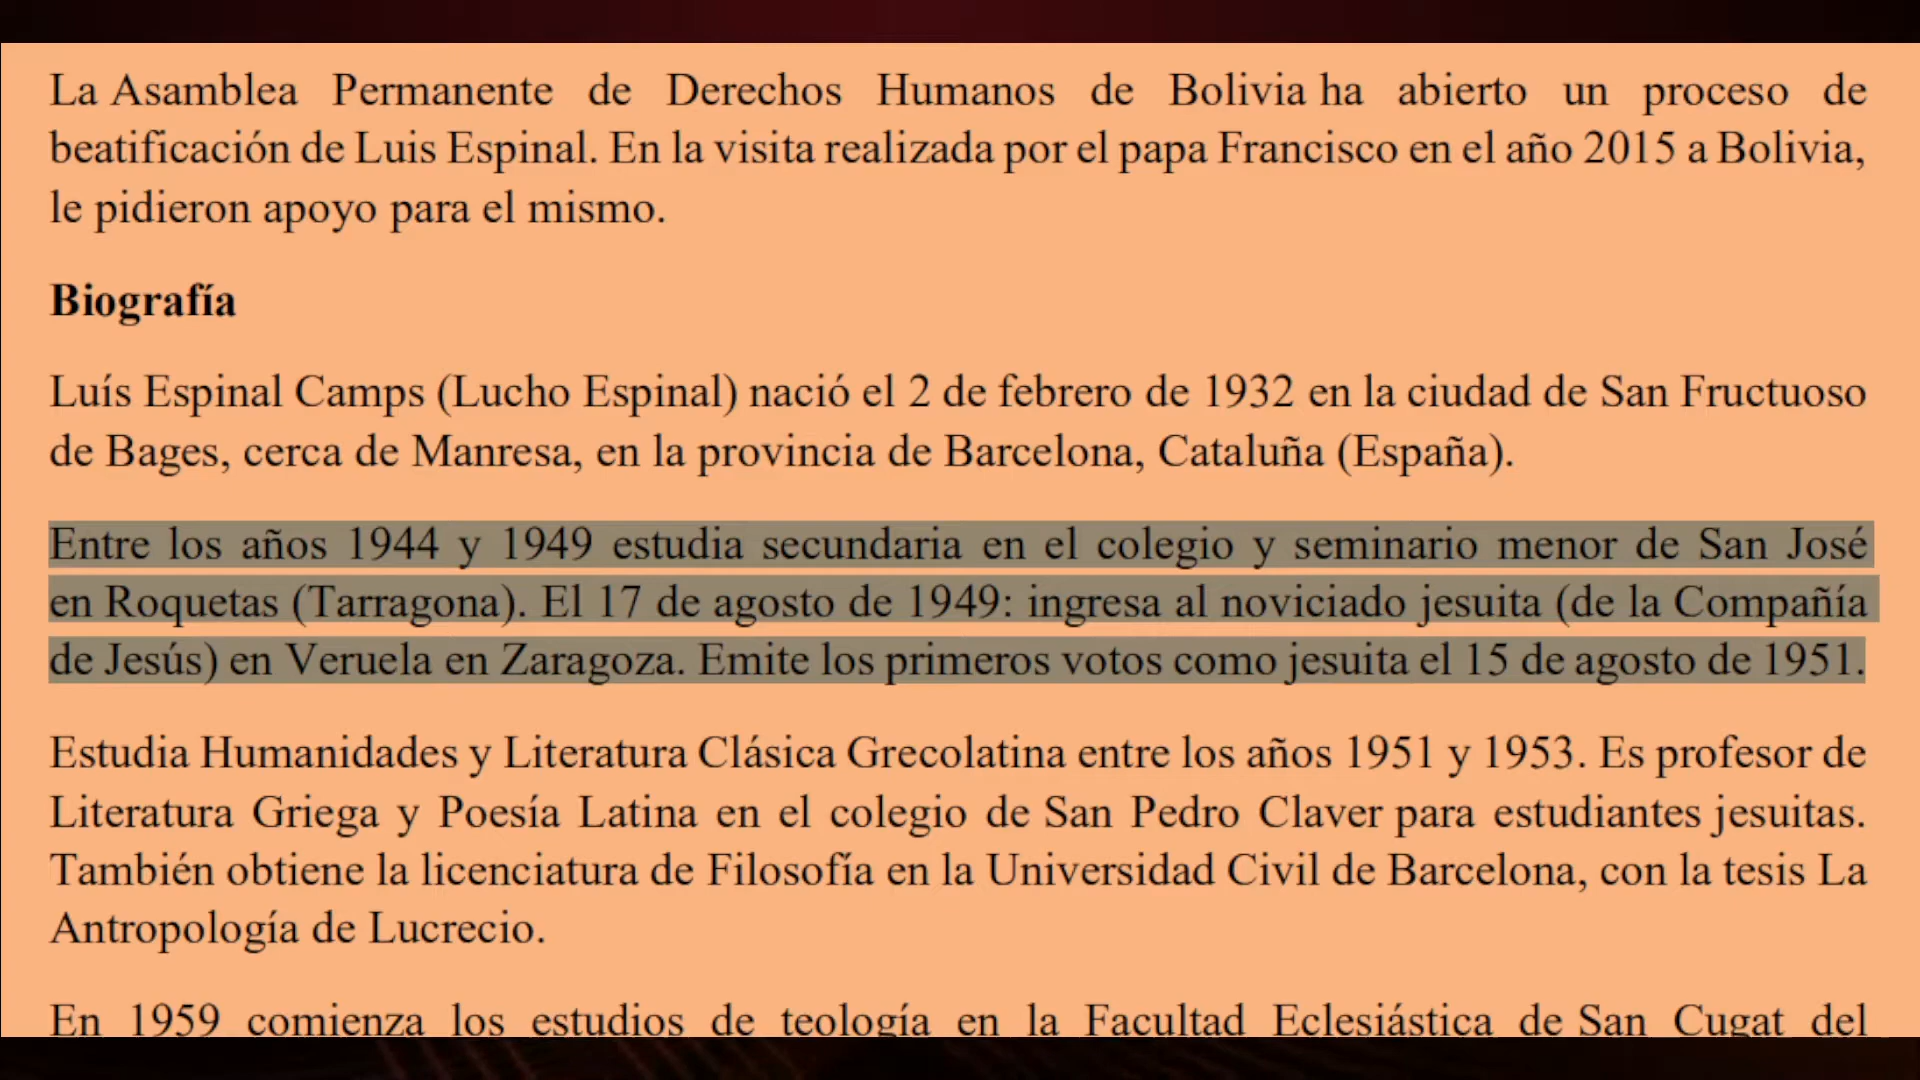 La Asamblea Permanente de Derechos Humanos de Bolivia ha abierto un proceso de
beatificación de Luis Espinal. En la visita realizada por el papa Francisco en el año 2015 a Bolivia,
le pidieron apoyo para el mismo.
Biografía
Luís Espinal Camps (Lucho Espinal) nació el 2 de febrero de 1932 en la ciudad de San Fructuoso
de Bages, cerca de Manresa, en la provincia de Barcelona, Cataluña (España).
Entre los años 1944 y 1949 estudia secundaria en el colegio y seminario menor de San José
en Roquetas (Tarragona). El 17 de agosto de 1949: ingresa al noviciado jesuita (de la Compañía
de Jesús) en Veruela en Zaragoza. Emite los primeros votos como jesuita el 15 de agosto de 1951.
Estudia Humanidades y Literatura Clásica Grecolatina entre los años 1951 y 1953. Es profesor de
Literatura Griega y Poesía Latina en el colegio de San Pedro Claver para estudiantes jesuitas.
También obtiene la licenciatura de Filosofía en la Universidad Civil de Barcelona, con la tesis La
Antropología de Lucrecio.
En 1959 comienza los estudios de teología en la Facultad Eclesiástica de San Cugat del